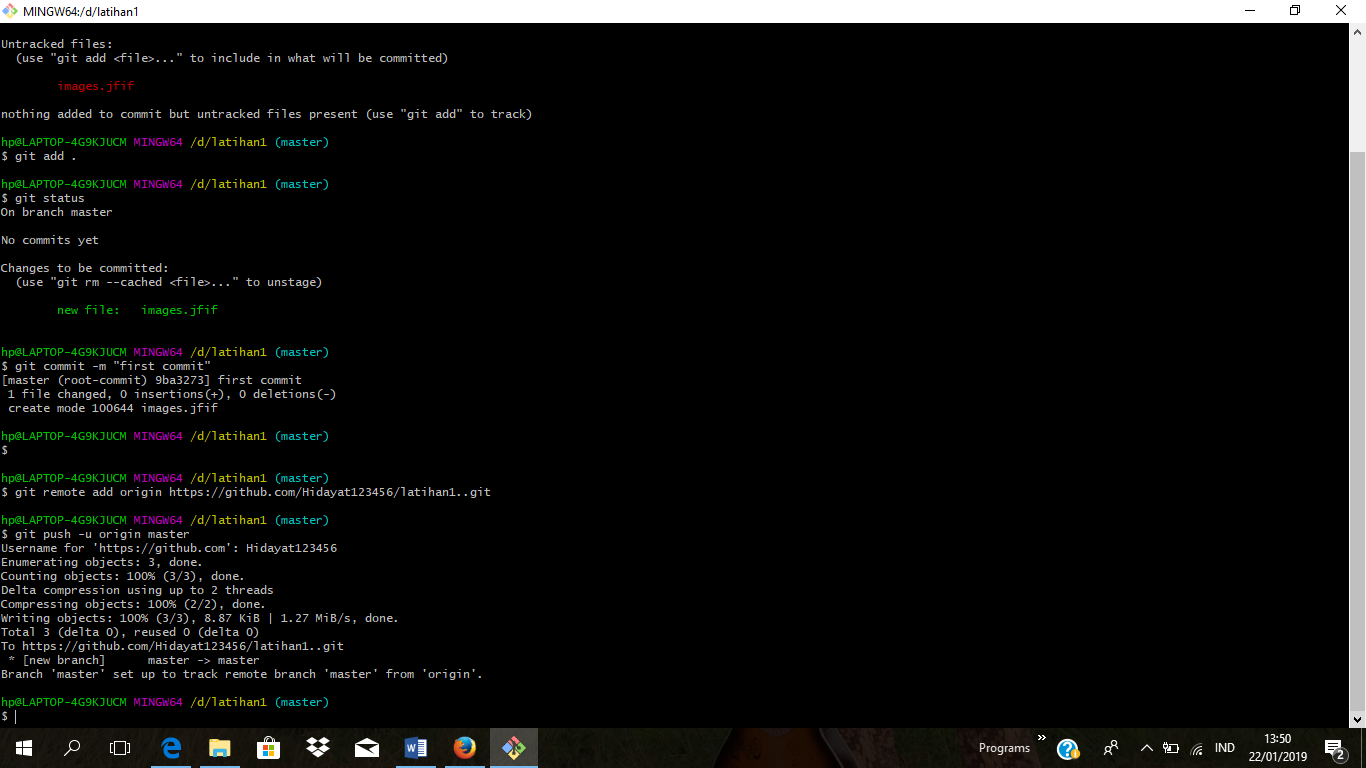 MINGW64:/d/latihan1
Untracked files:
  (use "git add <file>..." to include in what will be committed)
        images.jfif
nothing added to commit but untracked files present (use "git add" to track)
hp@LAPTOP-4G9KJUCM MINGW64 /d/latihan1 (master)
$ git add .
hp@LAPTOP-4G9KJUCM MINGW64 /d/latihan1 (master)
$ git status
On branch master
No commits yet
Changes to be committed:
  (use "git rm --cached <file>..." to unstage)
        new file:   images.jfif
hp@LAPTOP-4G9KJUCM MINGW64 /d/latihan1 (master)
$ git commit -m "first commit"
[master (root-commit) 9ba3273] first commit
 1 file changed, 0 insertions(+), 0 deletions(-)
 create mode 100644 images.jfif
hp@LAPTOP-4G9KJUCM MINGW64 /d/latihan1 (master)
$
hp@LAPTOP-4G9KJUCM MINGW64 /d/latihan1 (master)
$ git remote add origin https://github.com/Hidayat123456/latihan1..git
hp@LAPTOP-4G9KJUCM MINGW64 /d/latihan1 (master)
$ git push -u origin master
Username for 'https://github.com': Hidayat123456
Enumerating objects: 3, done.
Counting objects: 100% (3/3), done.
Delta compression using up to 2 threads
Compressing objects: 100% (2/2), done.
Writing objects: 100% (3/3), 8.87 KiB | 1.27 MiB/s, done.
Total 3 (delta 0), reused 0 (delta 0)
To https://github.com/Hidayat123456/latihan1..git
 * [new branch]      master -> master
Branch 'master' set up to track remote branch 'master' from 'origin'.
hp@LAPTOP-4G9KJUCM MINGW64 /d/latihan1 (master)
$
Programs
IND
13:50
22/01/2019
2